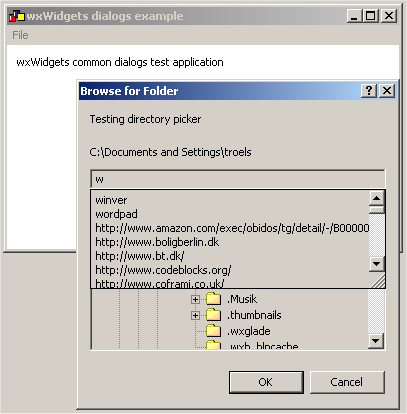 wxWidgets dialogs example
File
wxWidgets common dialogs test application
Browse for Folder
Testing directory picker
C:\Documents and Settings\troels
w
winver
wordpad
http://www.amazon.com/exec/obidos/tg/detail/-/B00000
http://www.boligberlin.dk
http://www.bt.dk/
http://www.codeblocks.org/
http://www.coframi.co.uk/
.Musik
.thumbnails
.wxglade
.wxh_hlpcache
OK
Cancel